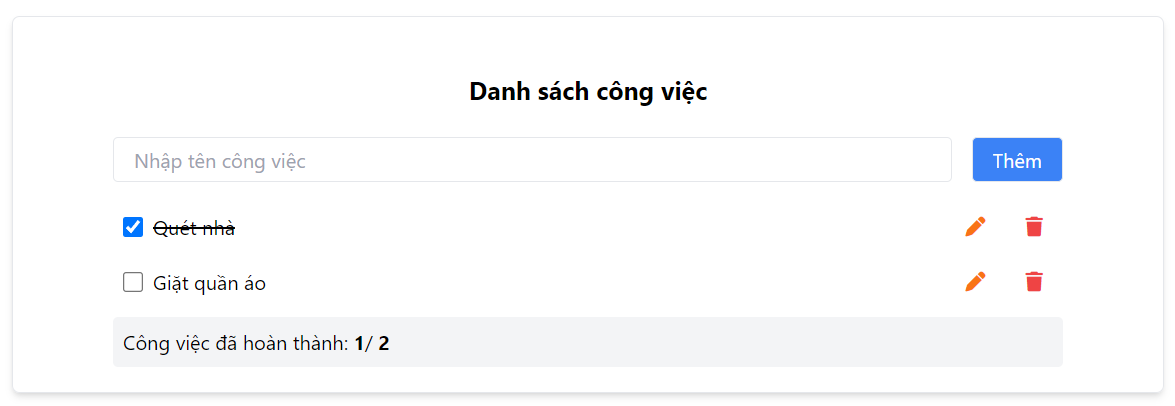 Danh sách công việc
Nhập tên công việc
Thêm
Quét nhà
Giặt quần áo
Công việc đã hoàn thành: 1/ 2